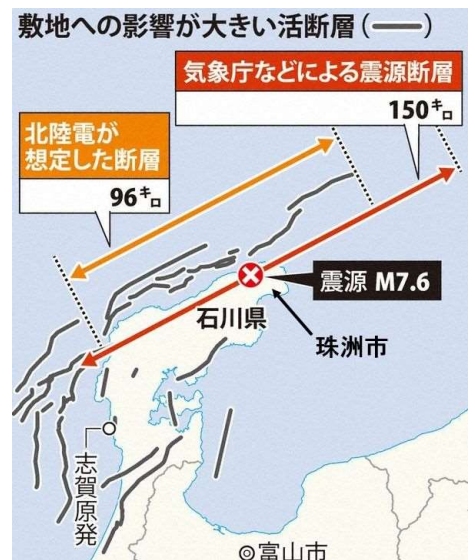 敷地への影響が大きい活断層(━━)
気象庁などによる震源断層
150キロ
北陸電が
想定した断層
96キロ
震源 M7.6
石川県
珠洲市
志賀原発
富山市